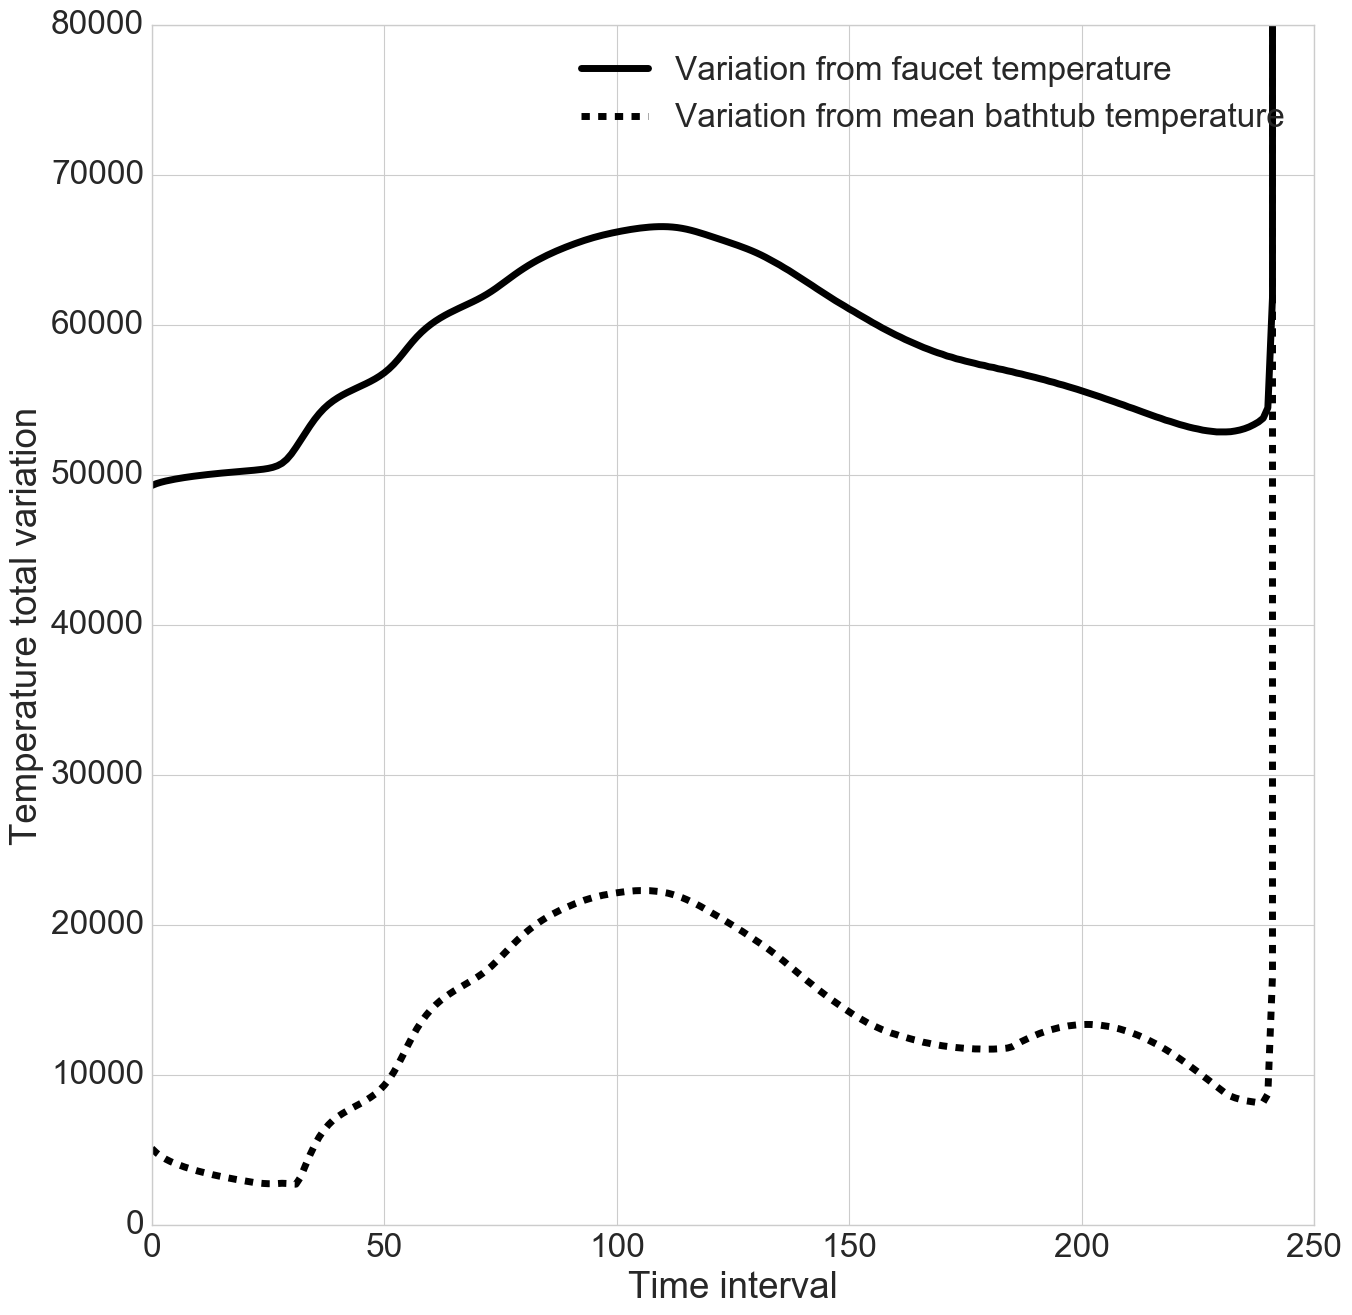 80000
70000
60000
50000
40000
30000
20000
10000
0
Temperature total variation
Variation from faucet temperature
Variation from mean bathtub temperature
0 50 100 150 200 250
Time interval